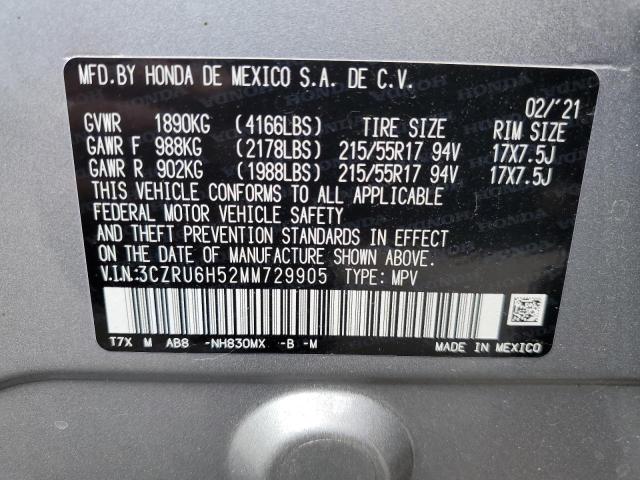 MFD.BY HONDA DE MEXICO S.A. DE C.V.
02/'21
GVWR 1890KG (4166LBS) TIRE SIZE RIM SIZE
GAWR F 988KG (2178LBS) 215/55R17 94V 17X7.5J
GAWR R 902KG (1988LBS) 215/55R17 94V 17X7.5J
THIS VEHICLE CONFORMS TO ALL APPLICABLE
FEDERAL MOTOR VEHICLE SAFETY
AND THEFT PREVENTION STANDARDS IN EFFECT
ON THE DATE OF MANUFACTURE SHOWN ABOVE.
V.I.N.:3CZRU6H52MM729905 TYPE: MPV
T7X M AB8 -NH830MX -B -M MADE IN MEXICO